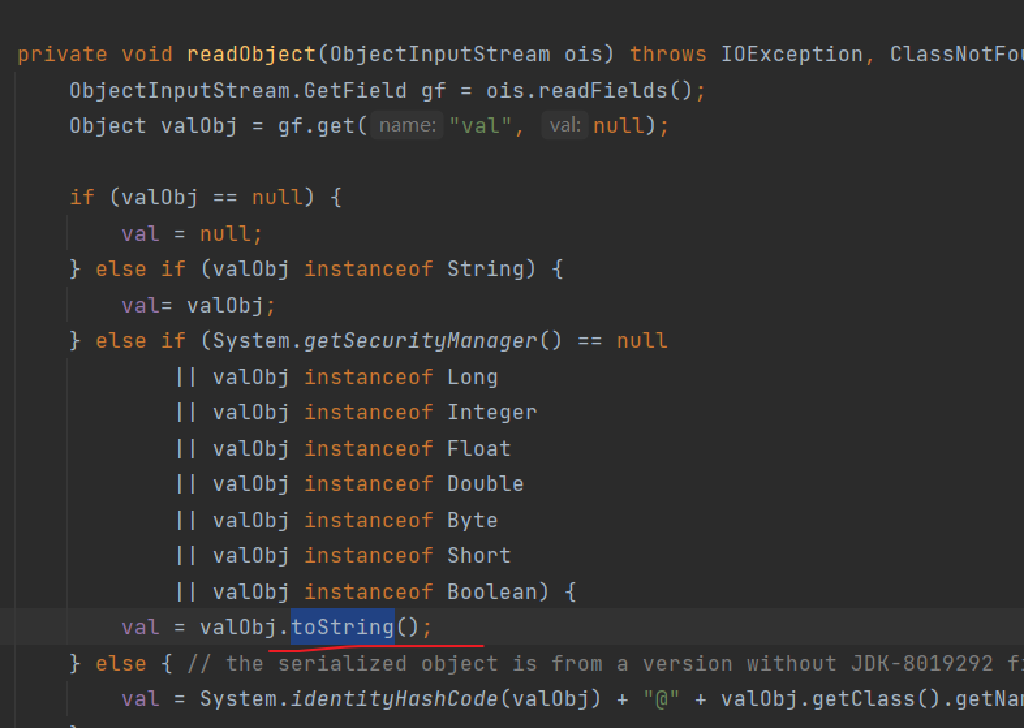 private void readObject(ObjectInputStream ois) throws IOException, ClassNotFou
ObjectInputStream.GetField gf = ois.readFields();
Object valObj = gf.get( name: "val", val: null);
if (valObj == null) {
val = null;
} else if (valObj instanceof String) {
val= valObj;
} else if (System.getSecurityManager() == null
|| valObj instanceof Long
|| valObj instanceof Integer
|| valObj instanceof Float
|| valObj instanceof Double
|| valObj instanceof Byte
|| valObj instanceof Short
|| valObj instanceof Boolean) {
val = valObj.toString();
} else { // the serialized object is from a version without JDK-8019292 fi
val = System.identityHashCode(valObj) + "@" + valObj.getClass().getNam
}